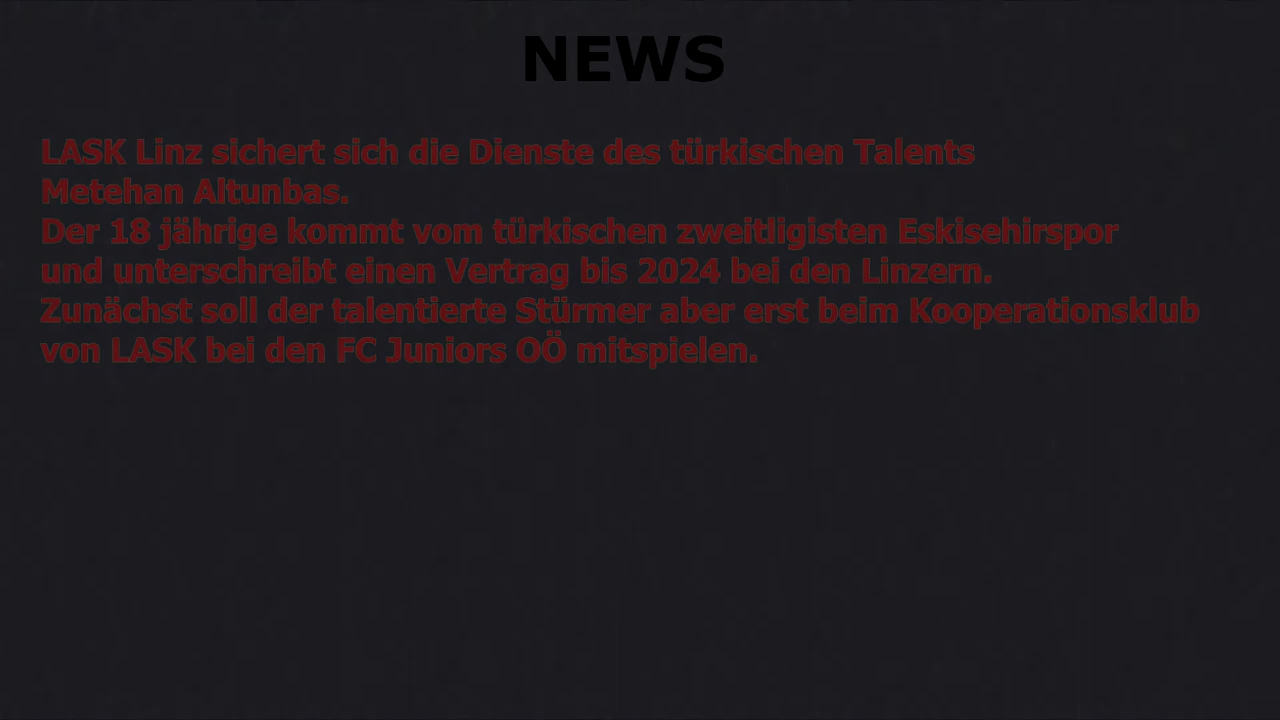 NEWS
LASK Linz sichert sich die Dienste des türkischen Talents
Metehan Altunbas.
Der 18 jährige kommt vom türkischen zweitligisten Eskisehirspor
und unterschreibt einen Vertrag bis 2024 bei den Linzern.
Zunächst soll der talentierte Stürmer aber erst beim Kooperationsklub
von LASK bei den FC Juniors OÖ mitspielen.